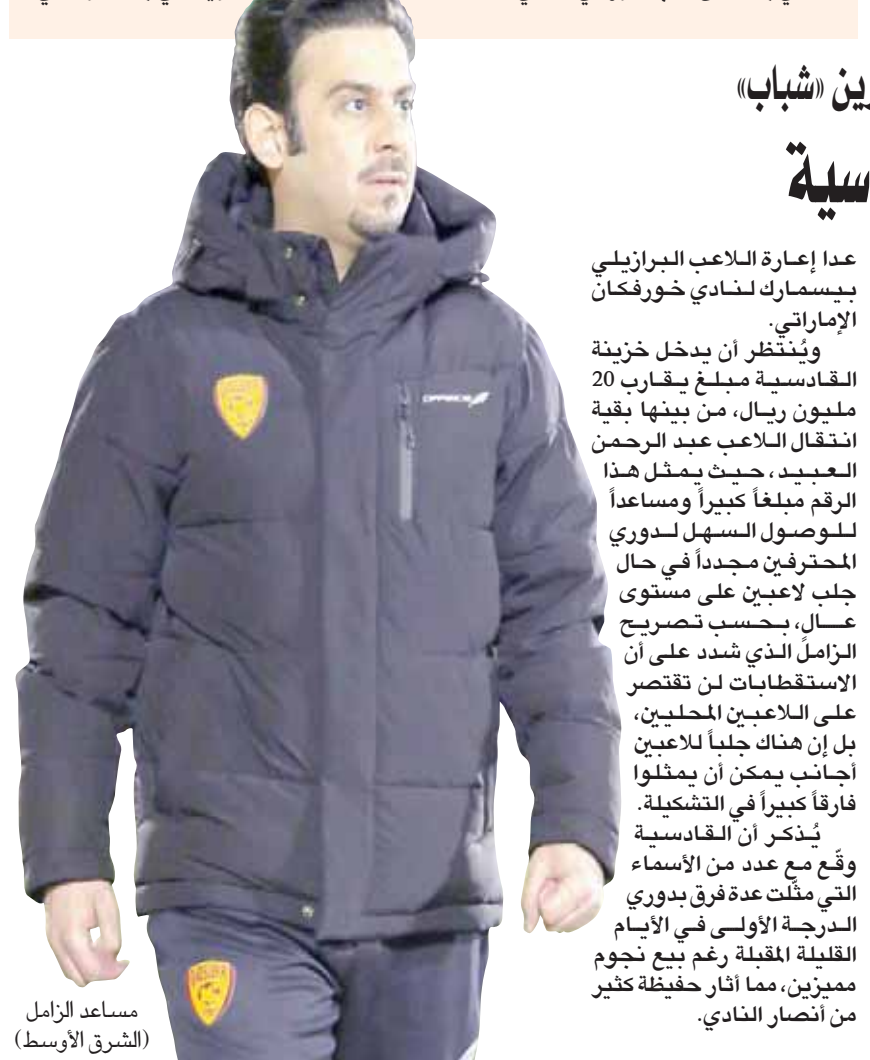 رين «شباب»
سية
عدا إعارة اللاعب البرازيلي
بيسمارك لنادي خورفكان
الإماراتي.
ويُنتظر أن يدخل خزينة
القادسية مبلغ يقارب 20
مليون ريال، من بينها بقية
انتقال اللاعب عبد الرحمن
العبيد، حيث يمثل هذا
الرقم مبلغاً كبيراً ومساعداً
للوصول السهل لدوري
المحترفين مجدداً في حال
جلب لاعبين على مستوى
عـالٍ، بحسب تصريح
الزامل الذي شدد على أن
الاستقطابات لن تقتصر
على اللاعبين المحليين،
بل إن هناك جلباً للاعبين
أجانب يمكن أن يمثلوا
فارقاً كبيراً في التشكيلة.
يُذكر أن القادسية
وقّع مع عدد من الأسماء
التي مثّلت عدة فرق بدوري
الدرجة الأولى في الأيام
القليلة المقبلة رغم بيع نجوم
مميزين، مما أثار حفيظة كثير
من أنصار النادي.
مساعد الزامل
(الشرق الأوسط)